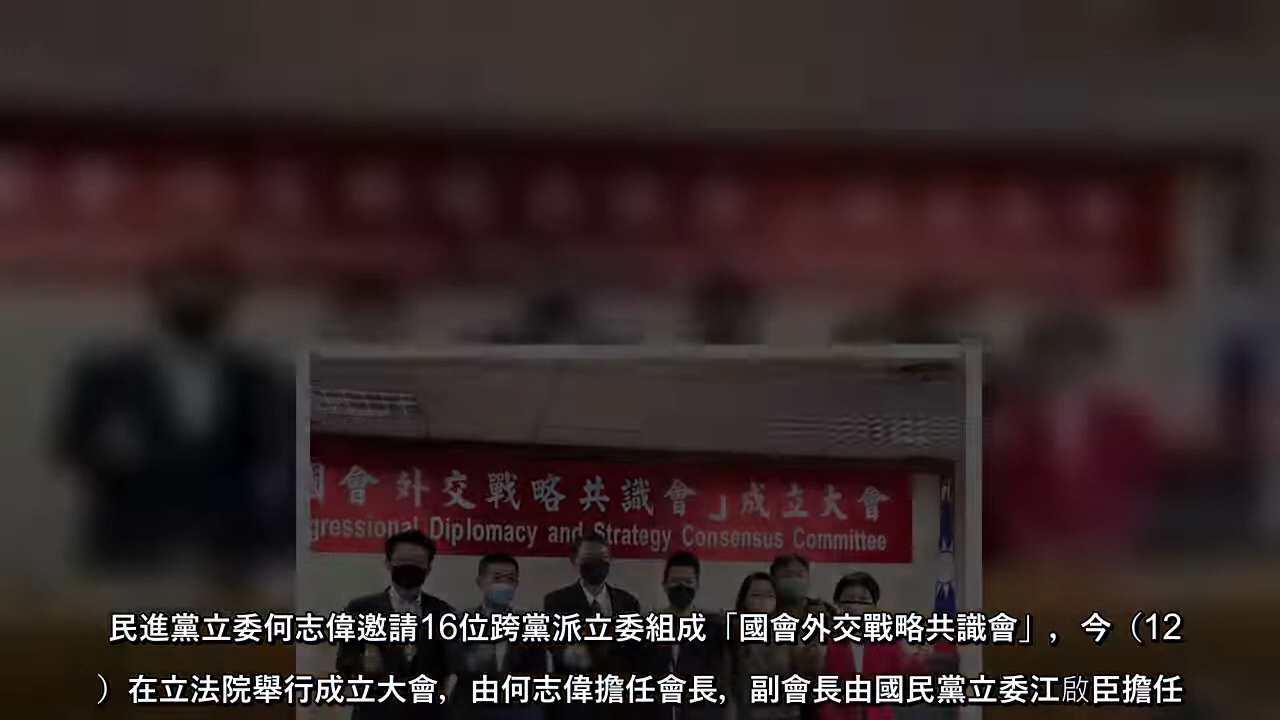 國會外交戰略共識會」成立大會
gressional Diplomacy and Strategy Consensus Committee
民進黨立委何志偉邀請16位跨黨派立委組成「國會外交戰略共識會」，今（12
）在立法院舉行成立大會，由何志偉擔任會長，副會長由國民黨立委江啟臣擔任